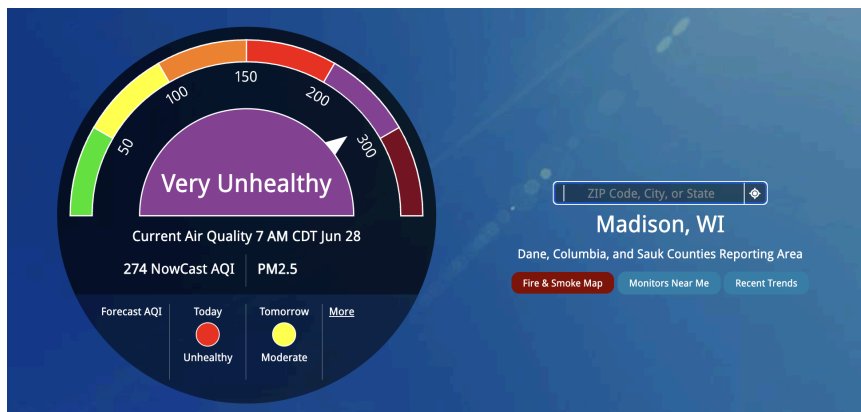 50
100
150
200
300
Very Unhealthy
Current Air Quality 7 AM CDT Jun 28
274 NowCast AQI PM2.5
Forecast AQI Today Tomorrow More
Unhealthy Moderate
ZIP Code, City, or State
Madison, WI
Dane, Columbia, and Sauk Counties Reporting Area
Fire & Smoke Map Monitors Near Me Recent Trends